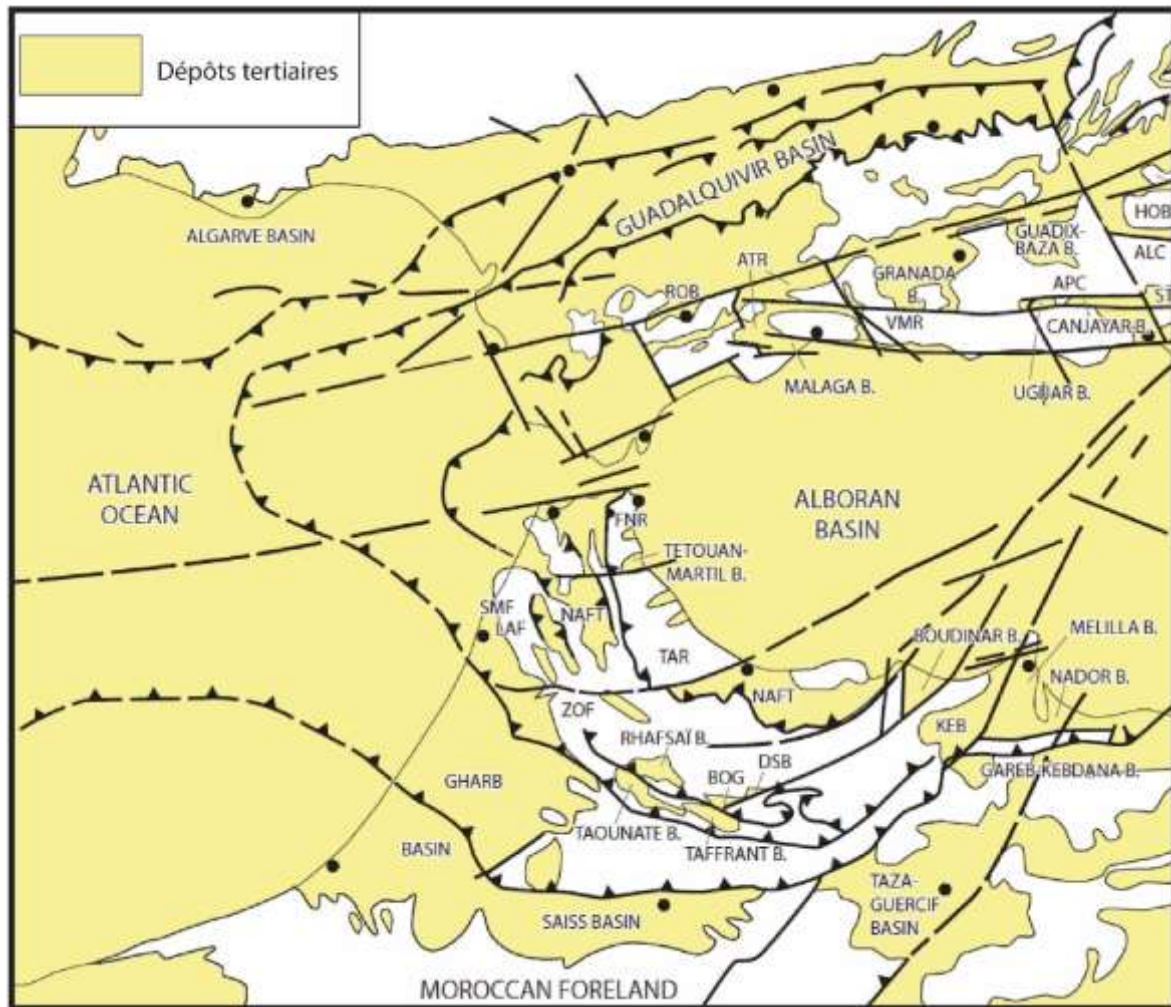 Dépôts tertiaires
GUADALQUIVIR BASIN
ALGARVE BASIN
HOB
GUADIX-
BAZA B.
ALC
ATR
GRANADA
B.
APC
ROB
VMR
CANJAYAR B.
MALAGA B.
UGIJAR B.
ATLANTIC
OCEAN
ALBORAN
BASIN
FNR
TETOUAN-
MARTIL B.
SMF
LAF
NAFT
TAR
BOUDINAR B.
MELILLA B.
NADOR B.
NAFT
ZOF
KEB
RHAFSAÏ B.
DSB
BOG
GAREB-KEBDANA B.
GHARB
BASIN
TAOUNATE B.
TAFFRANT B.
TAZA-
GUERCIF
BASIN
SAISS BASIN
MOROCCAN FORELAND